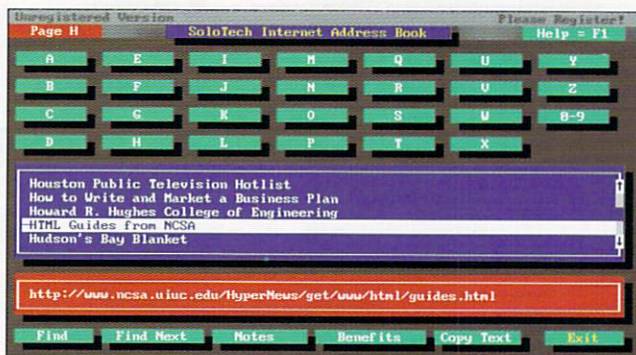 Unregistered Version Please Register!
Page H SoloTech Internet Address Book Help = F1
A E I M Q U Y
B F J N R V Z
C G K O S W 0-9
D H L P T X
Houston Public Television Hotlist
How to Write and Market a Business Plan
Howard R. Hughes College of Engineering
HTML Guides from NCSA
Hudson's Bay Blanket
http://www.ncsa.uiuc.edu/HyperNews/get/www/html/guides.html
Find Find Next Notes Benefits Copy Text Exit